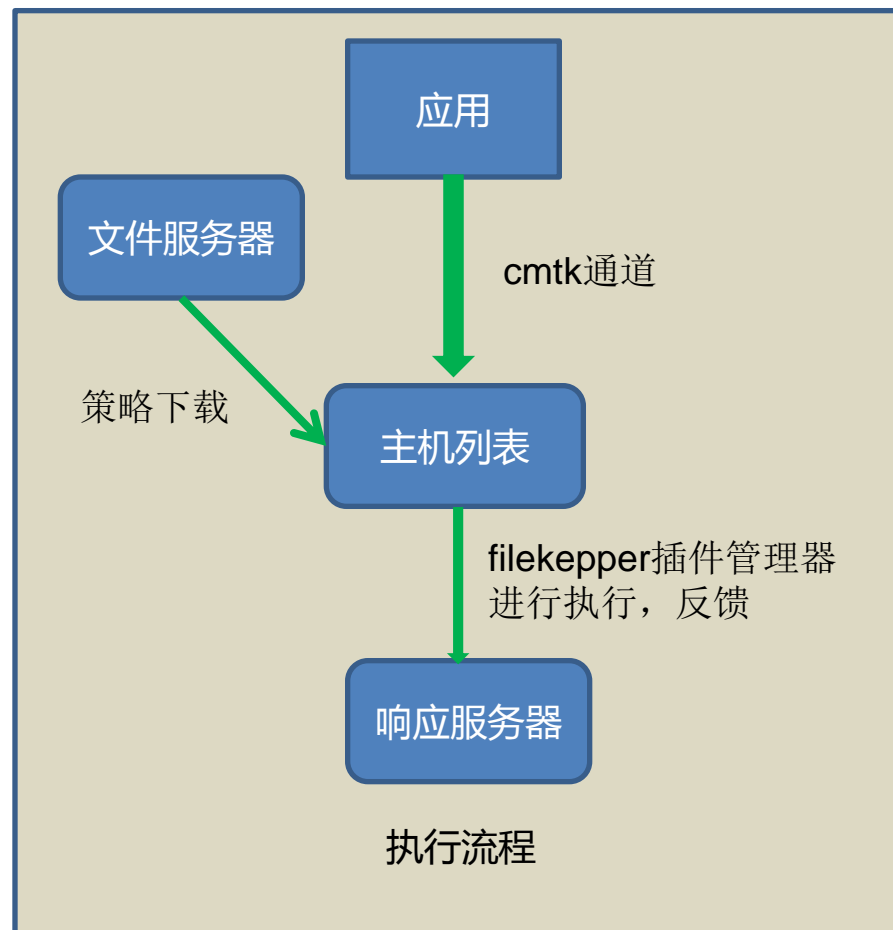 应用
文件服务器
cmtk通道
策略下载
主机列表
filekepper插件管理器
进行执行，反馈
响应服务器
执行流程